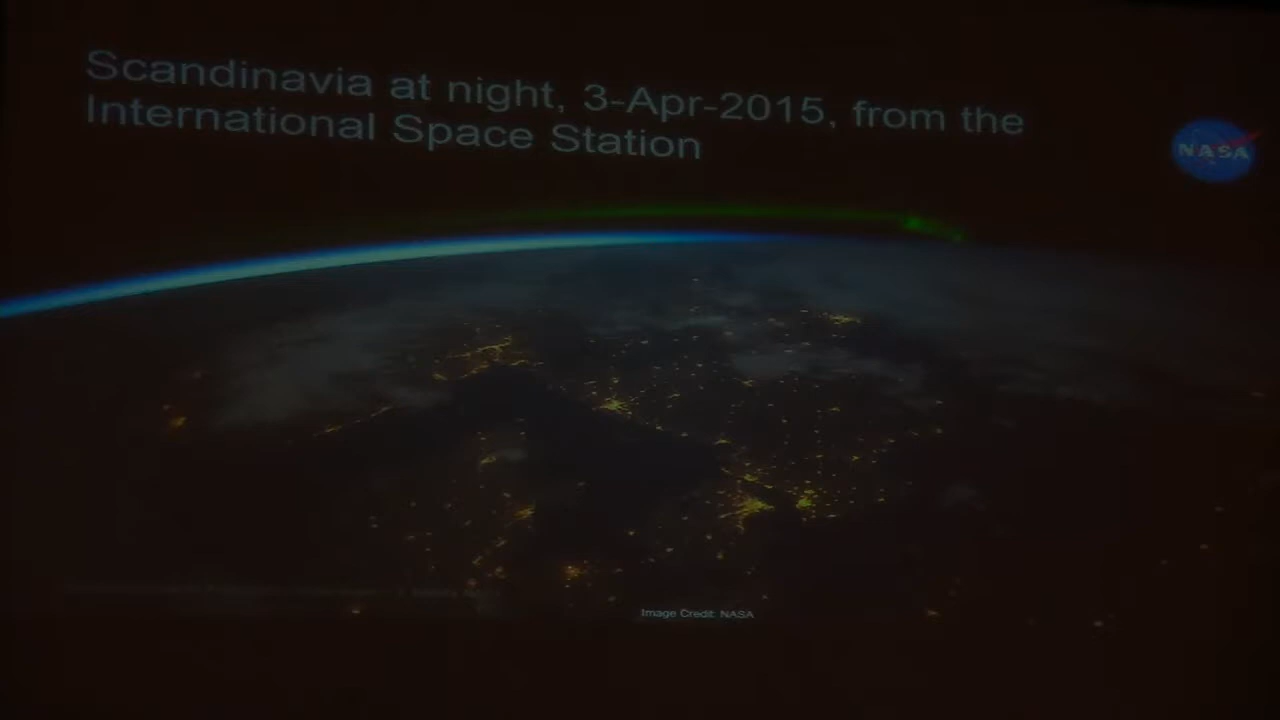 Scandinavia at night, 3-Apr-2015, from the
International Space Station
NASA
Image Credit: NASA